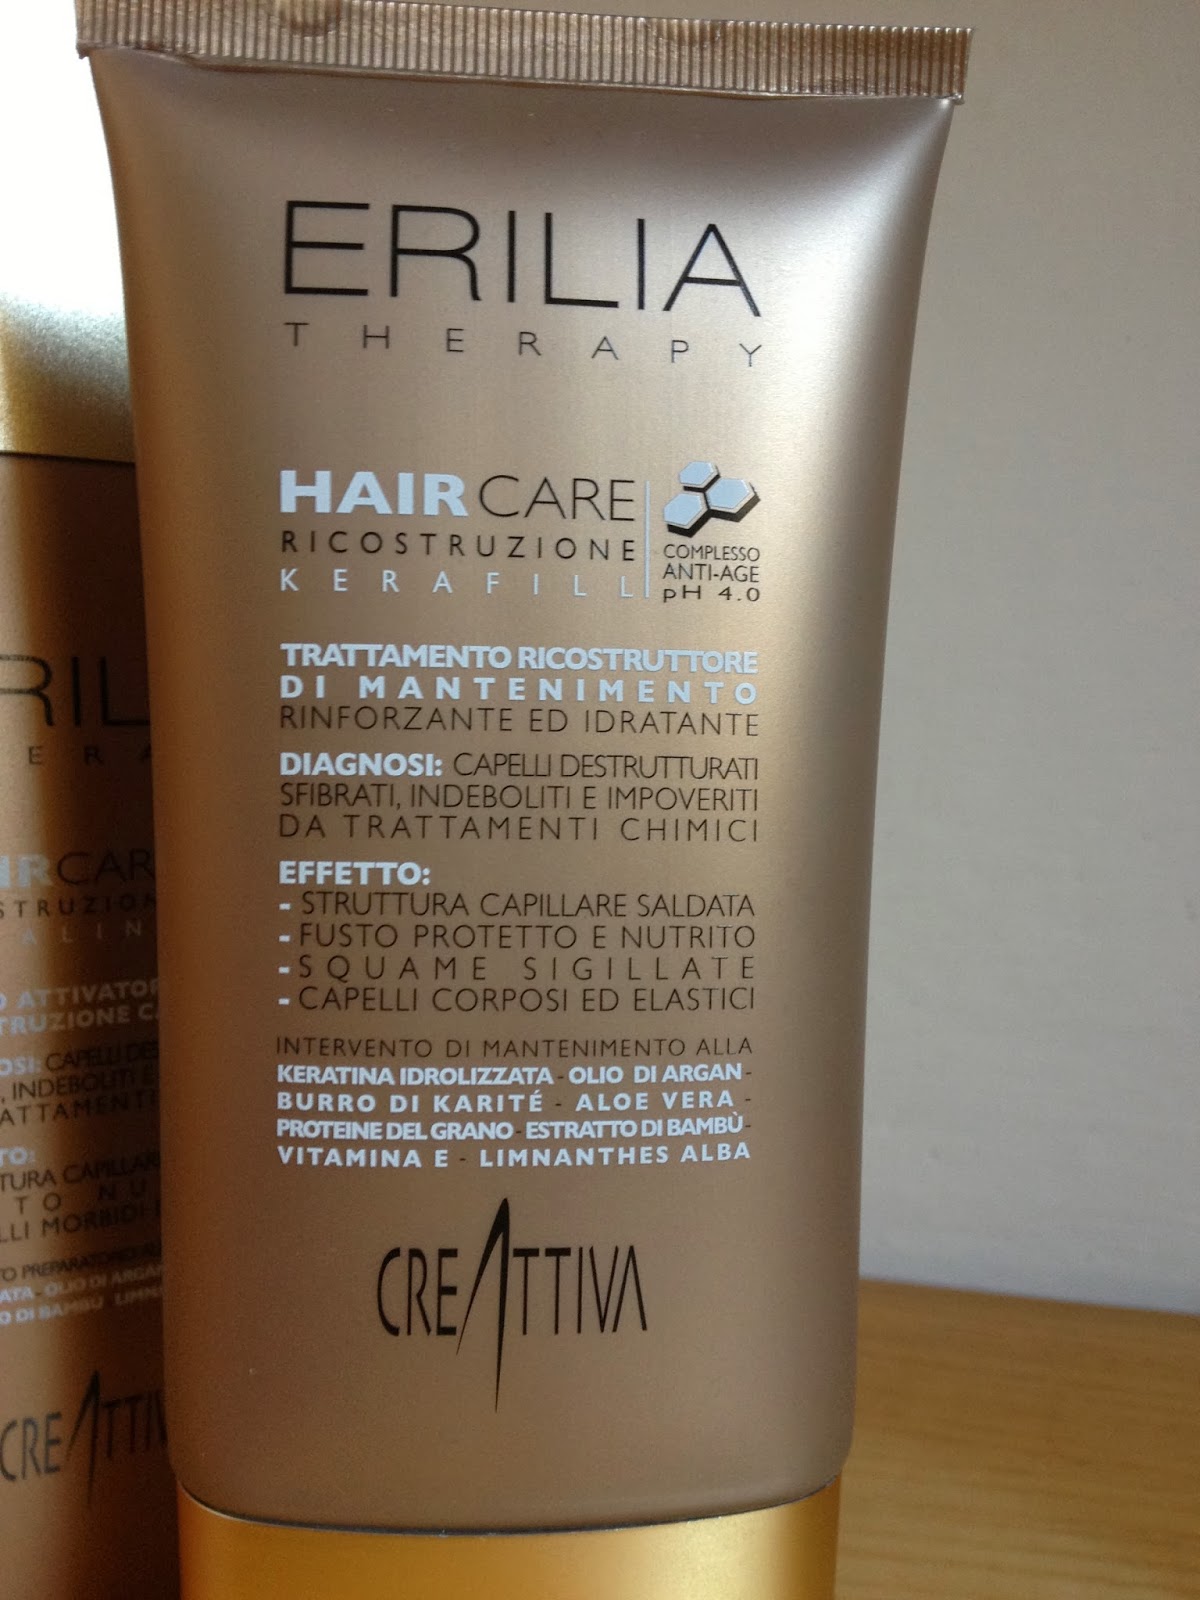 ERILIA
THERAPY
HAIR CARE
RICOSTRUZIONE
KERAFILL
COMPLESSO
ANTI-AGE
pH 4.0
TRATTAMENTO RICOSTRUTTORE
DI MANTENIMENTO
RINFORZANTE ED IDRATANTE
DIAGNOSI: CAPELLI DESTRUTTURATI
SFIBRATI, INDEBOLITI E IMPOVERITI
DA TRATTAMENTI CHIMICI
EFFETTO:
- STRUTTURA CAPILLARE SALDATA
- FUSTO PROTETTO E NUTRITO
- SQUAME SIGILLATE
- CAPELLI CORPOSI ED ELASTICI
INTERVENTO DI MANTENIMENTO ALLA
KERATINA IDROLIZZATA - OLIO DI ARGAN -
BURRO DI KARITÉ - ALOE VERA -
PROTEINE DEL GRANO - ESTRATTO DI BAMBÙ -
VITAMINA E - LIMNANTHES ALBA
CREATTIVA